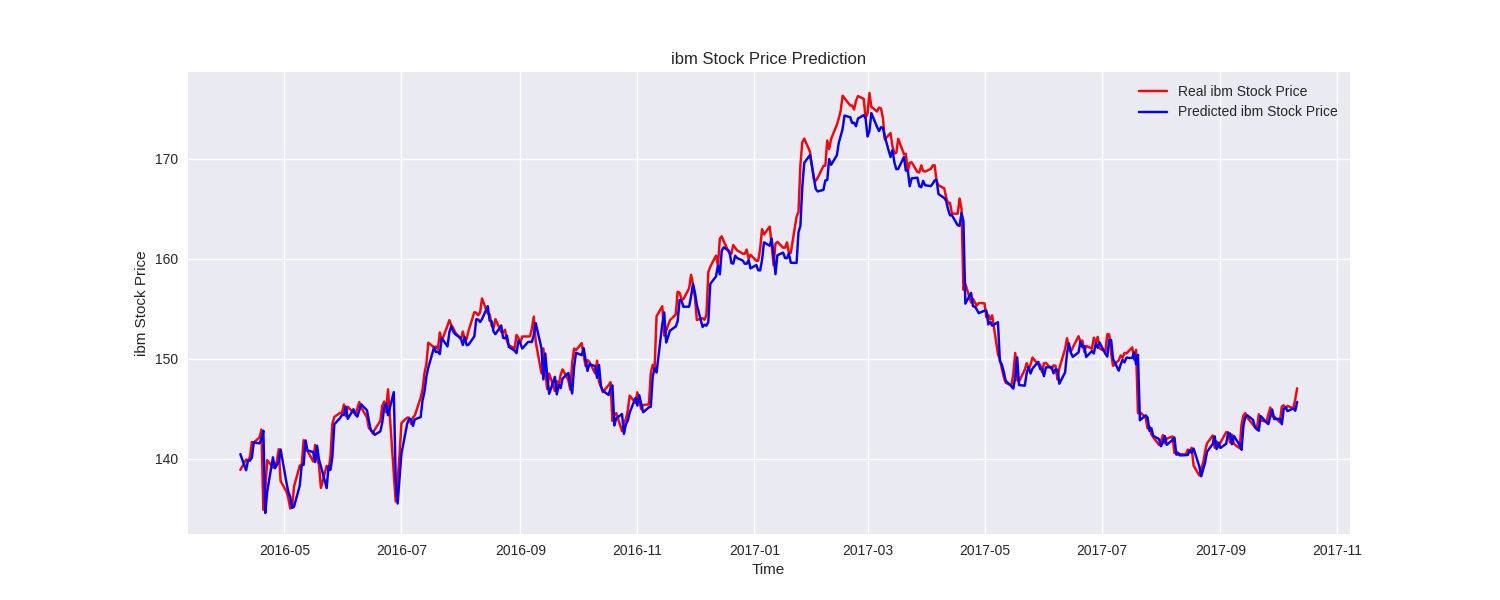 ibm Stock Price Prediction
Real ibm Stock Price
Predicted ibm Stock Price
ibm Stock Price
170
160
150
140
2016-05 2016-07 2016-09 2016-11 2017-01 2017-03 2017-05 2017-07 2017-09 2017-11
Time